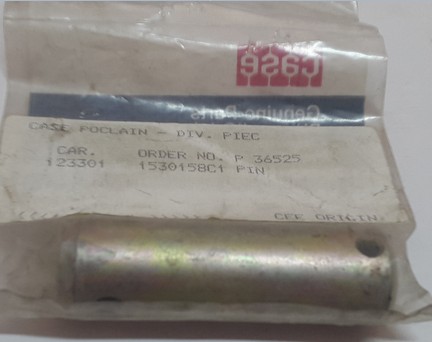 case
Genuine Parts
CASE POCLAIN - DIV. PIEC
CAR. ORDER NO. P 36525
123301 1530158C1 PIN
CEE ORIGIN.